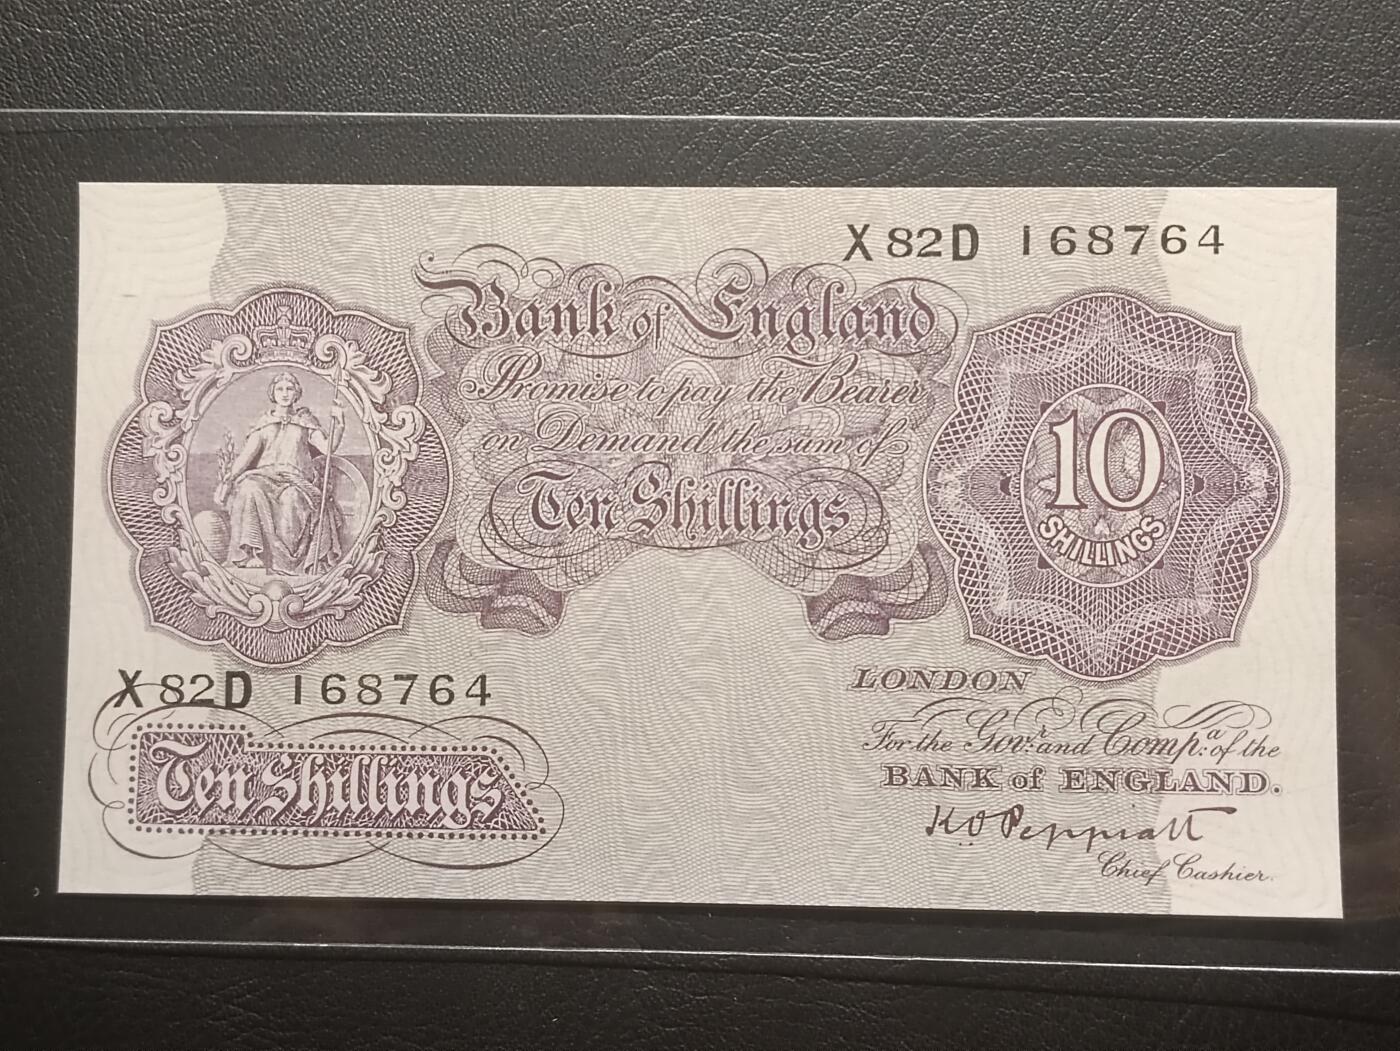 X82D 168764
Bank of England
Promise to pay the Bearer
on Demand the sum of
Ten Shillings
10
SHILLINGS
X82D 168764
Ten Shillings
LONDON
For the Govr. and Compa. of the
BANK of ENGLAND.
K O Peppiatt
Chief Cashier.